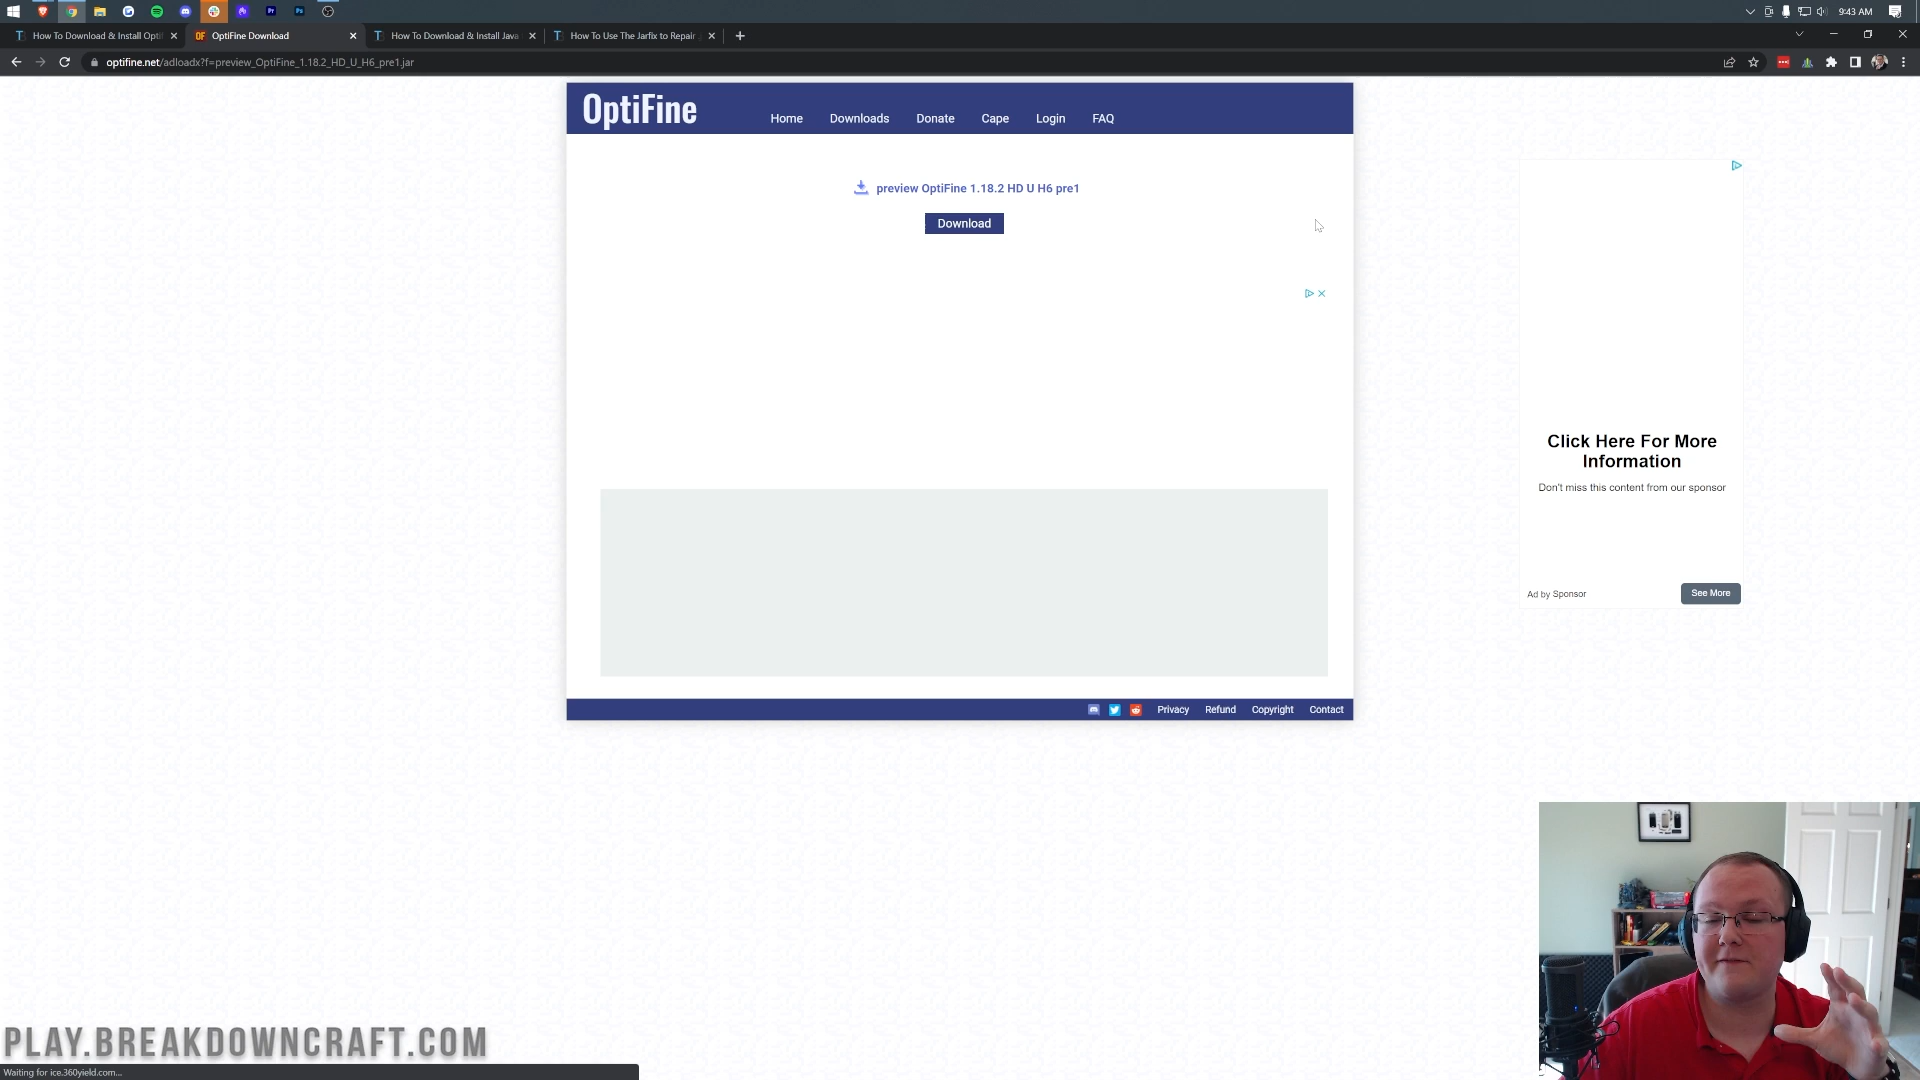 9:43 AM
How To Download & Install Opti
OF OptiFine Download
How To Download & Install Java
How To Use The Jarfix to Repair
optifine.net/adloadx?f=preview_OptiFine_1.18.2_HD_U_H6_pre1.jar
OptiFine
Home Downloads Donate Cape Login FAQ
preview OptiFine 1.18.2 HD U H6 pre1
Download
Click Here For More
Information
Don't miss this content from our sponsor
Ad by Sponsor
See More
Privacy Refund Copyright Contact
PLAY.BREAKDOWNCRAFT.COM
Waiting for ice.360yield.com...